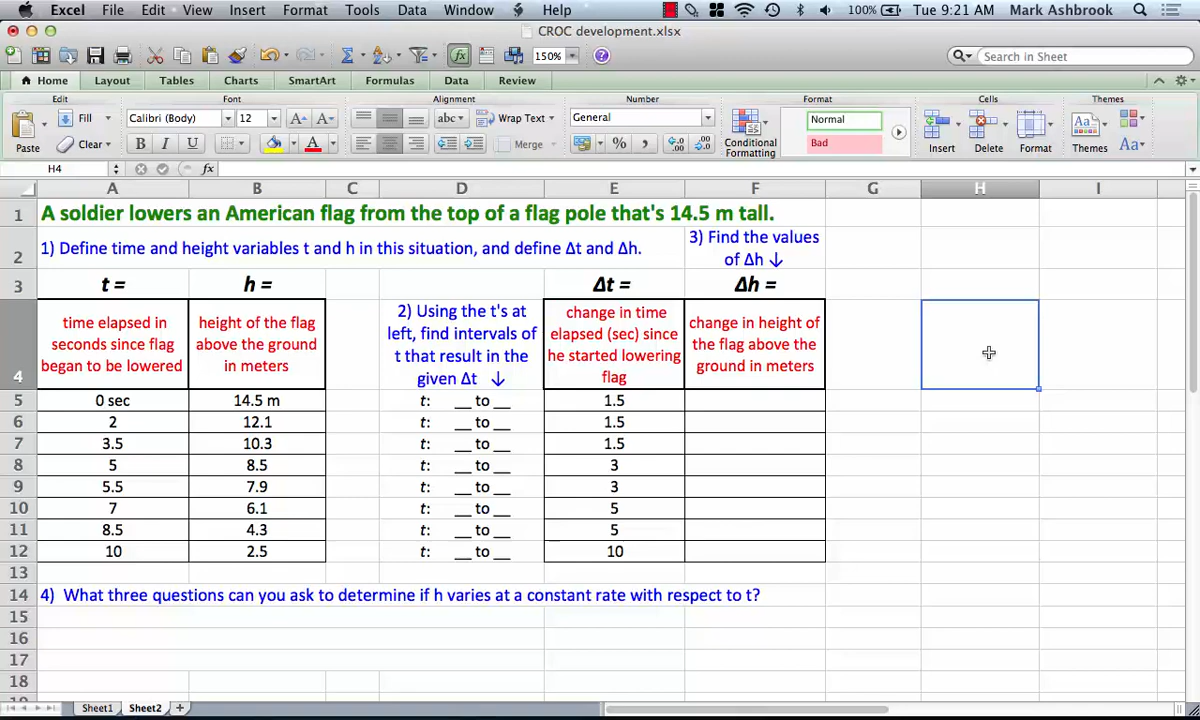 Excel File Edit View Insert Format Tools Data Window Help 100% Tue 9:21 AM Mark Ashbrook
CROC development.xlsx
150% Search in Sheet
Home Layout Tables Charts SmartArt Formulas Data Review
Edit Font Alignment Number Format Cells Themes
Fill Calibri (Body) 12 A A abc Wrap Text General Normal
Paste Clear B I U A Merge % , Conditional Formatting Bad Insert Delete Format Themes Aa
H4 fx
A B C D E F G H I
1 A soldier lowers an American flag from the top of a flag pole that's 14.5 m tall.
2 1) Define time and height variables t and h in this situation, and define Δt and Δh. 3) Find the values of Δh ↓
3 t = h = Δt = Δh =
4 time elapsed in seconds since flag began to be lowered height of the flag above the ground in meters 2) Using the t's at left, find intervals of t that result in the given Δt ↓ change in time elapsed (sec) since he started lowering flag change in height of the flag above the ground in meters
5 0 sec 14.5 m t: __ to __ 1.5
6 2 12.1 t: __ to __ 1.5
7 3.5 10.3 t: __ to __ 1.5
8 5 8.5 t: __ to __ 3
9 5.5 7.9 t: __ to __ 3
10 7 6.1 t: __ to __ 5
11 8.5 4.3 t: __ to __ 5
12 10 2.5 t: __ to __ 10
13
14 4) What three questions can you ask to determine if h varies at a constant rate with respect to t?
15
16
17
18
Sheet1 Sheet2 +